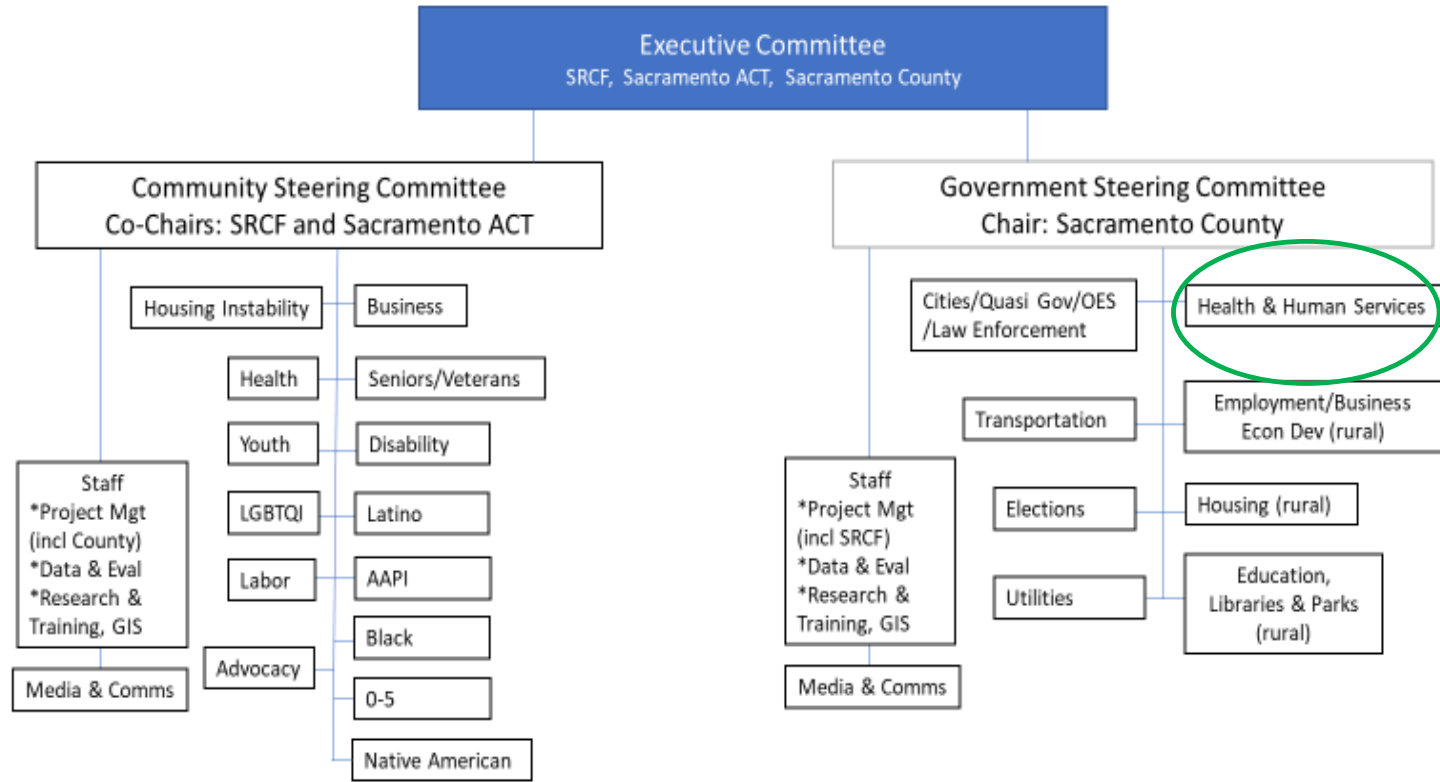 Executive Committee
SRCF, Sacramento ACT, Sacramento County
Community Steering Committee
Co-Chairs: SRCF and Sacramento ACT
Housing Instability
Business
Health
Seniors/Veterans
Youth
Disability
LGBTQI
Latino
Labor
AAPI
Black
Advocacy
0-5
Native American
Staff
*Project Mgt
(incl County)
*Data & Eval
*Research &
Training, GIS
Media & Comms
Government Steering Committee
Chair: Sacramento County
Cities/Quasi Gov/OES
/Law Enforcement
Health & Human Services
Transportation
Employment/Business
Econ Dev (rural)
Elections
Housing (rural)
Utilities
Education,
Libraries & Parks
(rural)
Staff
*Project Mgt
(incl SRCF)
*Data & Eval
*Research &
Training, GIS
Media & Comms